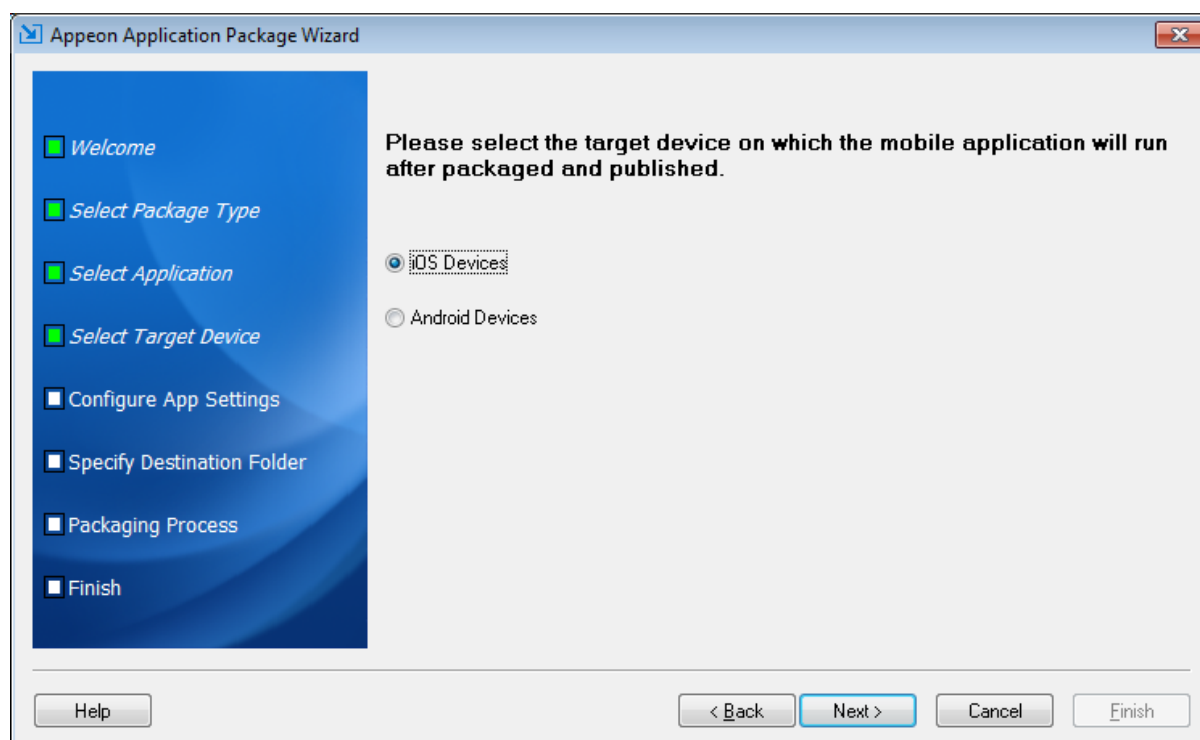 Appeon Application Package Wizard
Welcome
Select Package Type
Select Application
Select Target Device
Configure App Settings
Specify Destination Folder
Packaging Process
Finish
Please select the target device on which the mobile application will run
after packaged and published.
iOS Devices
Android Devices
Help
< Back
Next >
Cancel
Finish